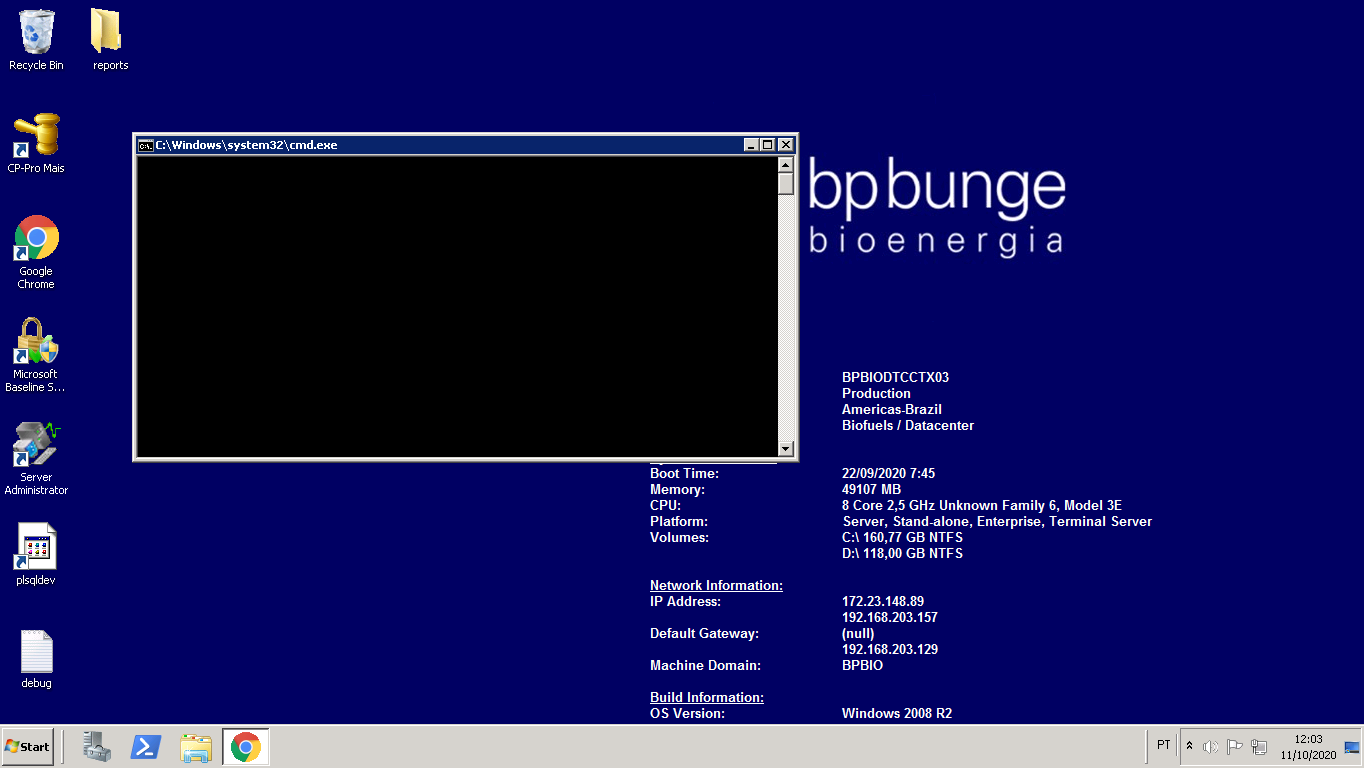 Recycle Bin
reports
CP-Pro Mais
Google
Chrome
Microsoft
Baseline S...
Server
Administrator
plsqldev
debug
C:\Windows\system32\cmd.exe
bpbunge
bioenergia
BPBIODTCCTX03
Production
Americas-Brazil
Biofuels / Datacenter
Boot Time: 22/09/2020 7:45
Memory: 49107 MB
CPU: 8 Core 2,5 GHz Unknown Family 6, Model 3E
Platform: Server, Stand-alone, Enterprise, Terminal Server
Volumes: C:\ 160,77 GB NTFS
D:\ 118,00 GB NTFS
Network Information:
IP Address: 172.23.148.89
192.168.203.157
Default Gateway: (null)
192.168.203.129
Machine Domain: BPBIO
Build Information:
OS Version: Windows 2008 R2
Start
PT
12:03
11/10/2020